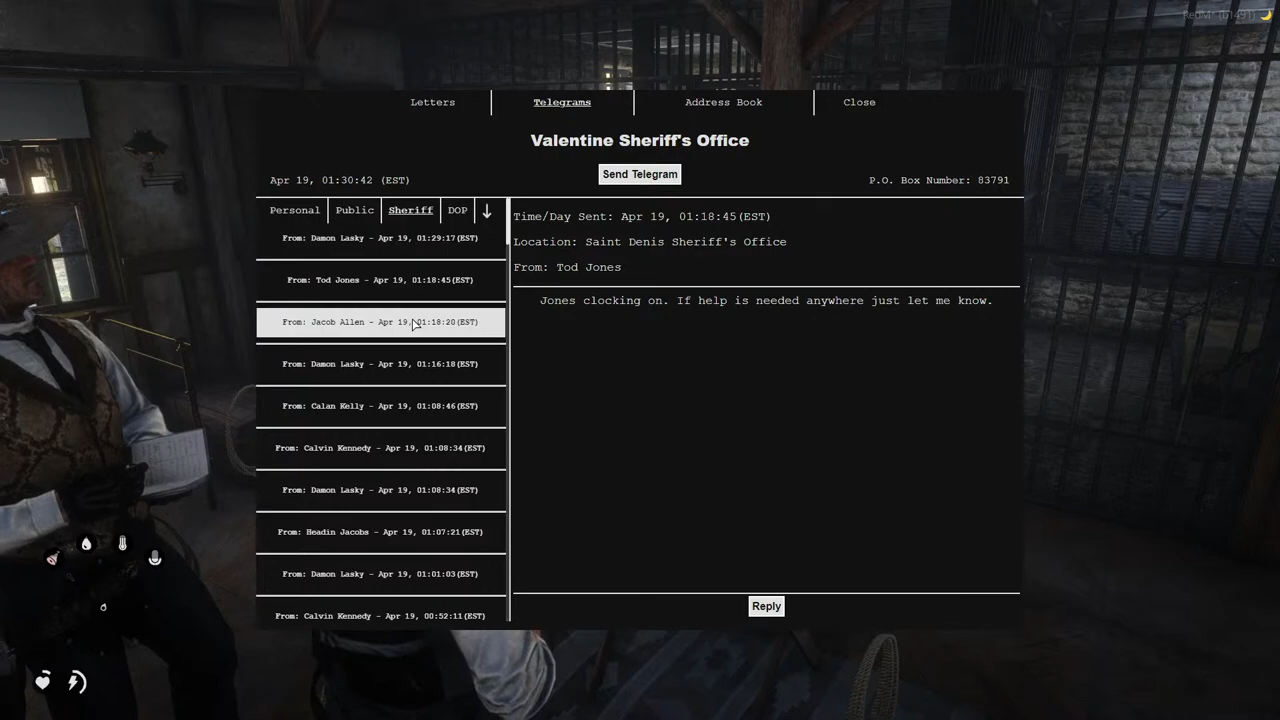 RedM* (b1491) 🌙
Letters
Telegrams
Address Book
Close
Valentine Sheriff's Office
Apr 19, 01:30:42 (EST)
Send Telegram
P.O. Box Number: 83791
Personal
Public
Sheriff
DOP
From: Damon Lasky - Apr 19, 01:29:17(EST)
From: Tod Jones - Apr 19, 01:18:45(EST)
From: Jacob Allen - Apr 19, 01:18:20(EST)
From: Damon Lasky - Apr 19, 01:16:18(EST)
From: Calan Kelly - Apr 19, 01:08:46(EST)
From: Calvin Kennedy - Apr 19, 01:08:34(EST)
From: Damon Lasky - Apr 19, 01:08:34(EST)
From: Headin Jacobs - Apr 19, 01:07:21(EST)
From: Damon Lasky - Apr 19, 01:01:03(EST)
From: Calvin Kennedy - Apr 19, 00:52:11(EST)
Time/Day Sent: Apr 19, 01:18:45(EST)
Location: Saint Denis Sheriff's Office
From: Tod Jones
Jones clocking on. If help is needed anywhere just let me know.
Reply